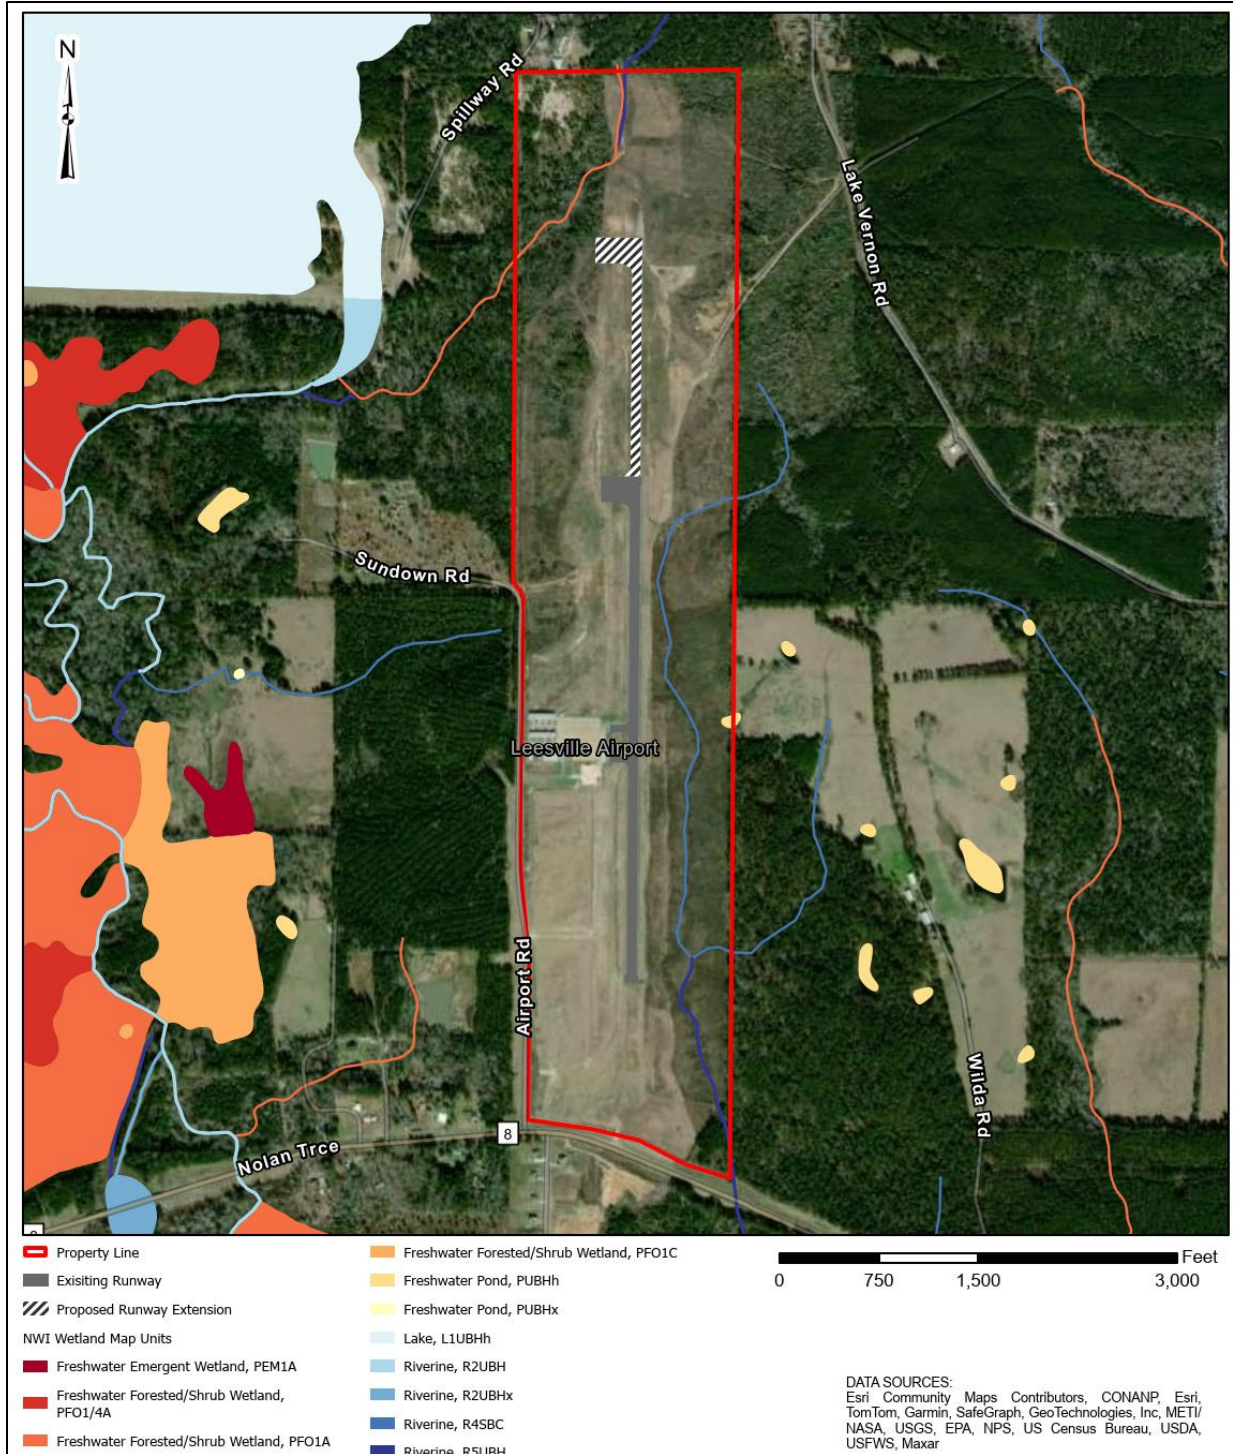 N
Spillway Rd
Lake Vernon Rd
Sundown Rd
Leesville Airport
Airport Rd
Wilda Rd
8
Nolan Trce
Property Line
Exisiting Runway
Proposed Runway Extension
NWI Wetland Map Units
Freshwater Emergent Wetland, PEM1A
Freshwater Forested/Shrub Wetland,
PFO1/4A
Freshwater Forested/Shrub Wetland, PFO1A
Freshwater Forested/Shrub Wetland, PFO1C
Freshwater Pond, PUBHh
Freshwater Pond, PUBHx
Lake, L1UBHh
Riverine, R2UBH
Riverine, R2UBHx
Riverine, R4SBC
Riverine, R5UBH
Feet
0 750 1,500 3,000
DATA SOURCES:
Esri Community Maps Contributors, CONANP, Esri,
TomTom, Garmin, SafeGraph, GeoTechnologies, Inc, METI/
NASA, USGS, EPA, NPS, US Census Bureau, USDA,
USFWS, Maxar